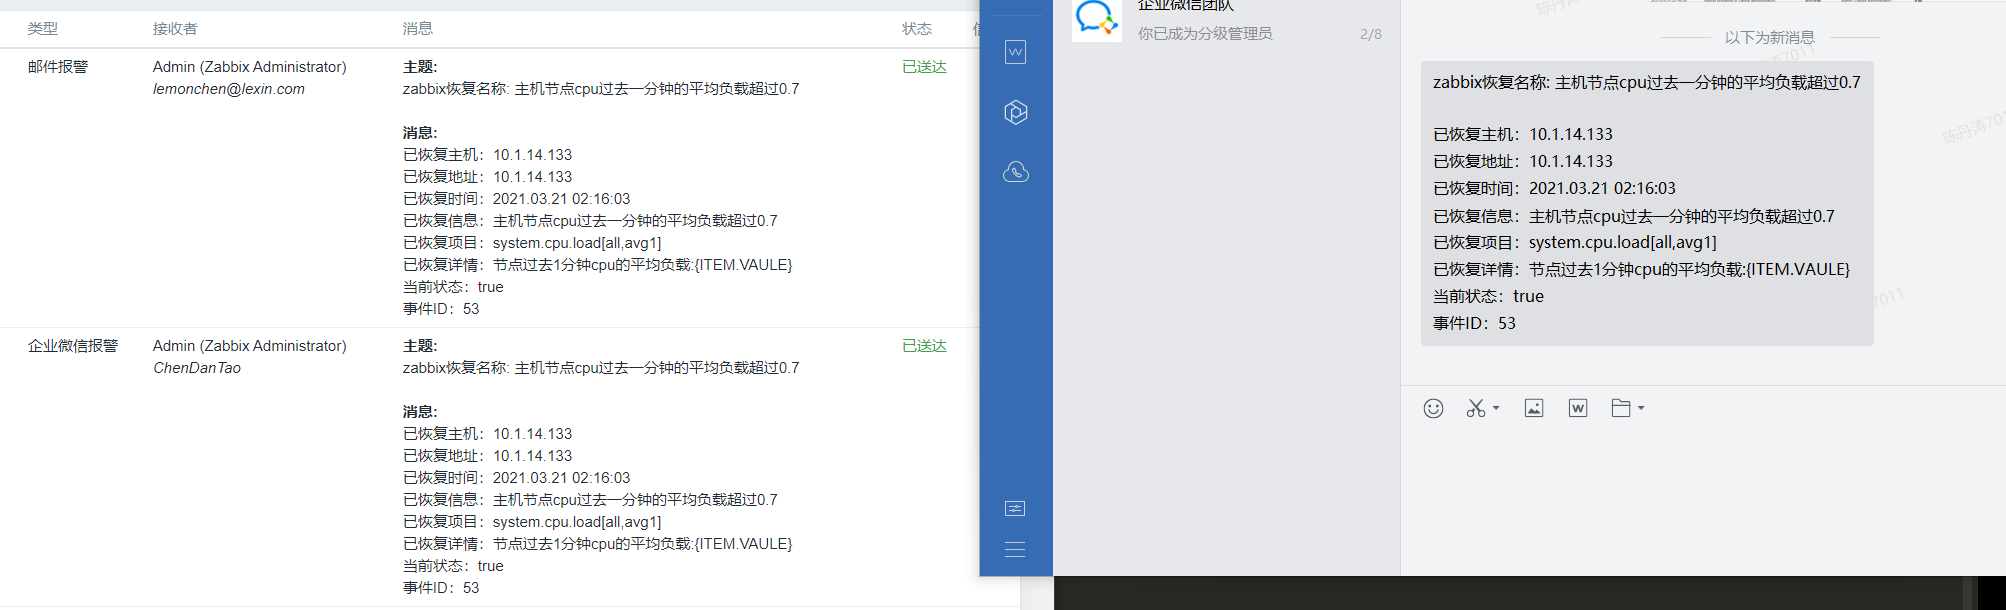 类型 接收者 消息 状态
邮件报警 Admin (Zabbix Administrator) 主题: 已送达
lemonchen@lexin.com zabbix恢复名称: 主机节点cpu过去一分钟的平均负载超过0.7
消息:
已恢复主机：10.1.14.133
已恢复地址：10.1.14.133
已恢复时间：2021.03.21 02:16:03
已恢复信息：主机节点cpu过去一分钟的平均负载超过0.7
已恢复项目：system.cpu.load[all,avg1]
已恢复详情：节点过去1分钟cpu的平均负载:{ITEM.VAULE}
当前状态：true
事件ID：53
企业微信报警 Admin (Zabbix Administrator) 主题: 已送达
ChenDanTao zabbix恢复名称: 主机节点cpu过去一分钟的平均负载超过0.7
消息:
已恢复主机：10.1.14.133
已恢复地址：10.1.14.133
已恢复时间：2021.03.21 02:16:03
已恢复信息：主机节点cpu过去一分钟的平均负载超过0.7
已恢复项目：system.cpu.load[all,avg1]
已恢复详情：节点过去1分钟cpu的平均负载:{ITEM.VAULE}
当前状态：true
事件ID：53
企业微信团队
你已成为分级管理员 2/8
以下为新消息
zabbix恢复名称: 主机节点cpu过去一分钟的平均负载超过0.7
已恢复主机：10.1.14.133
已恢复地址：10.1.14.133
已恢复时间：2021.03.21 02:16:03
已恢复信息：主机节点cpu过去一分钟的平均负载超过0.7
已恢复项目：system.cpu.load[all,avg1]
已恢复详情：节点过去1分钟cpu的平均负载:{ITEM.VAULE}
当前状态：true
事件ID：53
陈丹涛701
7011